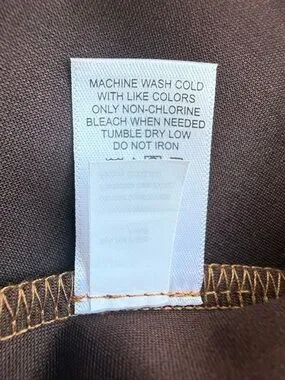 MACHINE WASH COLD
WITH LIKE COLORS
ONLY NON-CHLORINE
BLEACH WHEN NEEDED
TUMBLE DRY LOW
DO NOT IRON